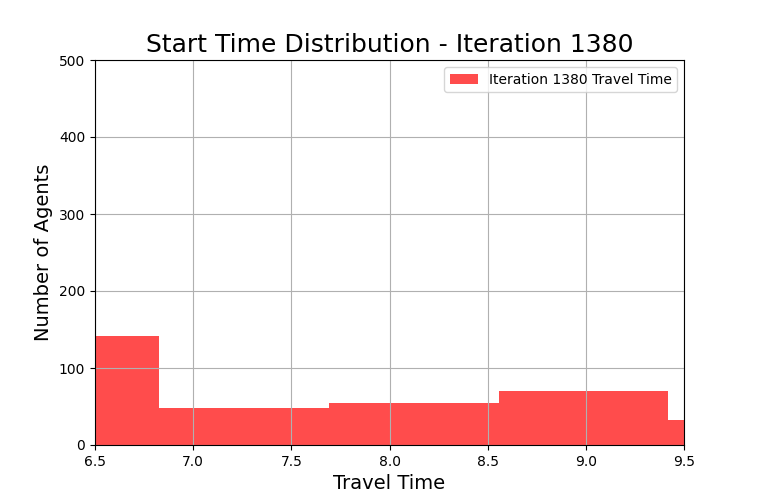 Start Time Distribution - Iteration 1380
Iteration 1380 Travel Time
Number of Agents
500
400
300
200
100
0
6.5 7.0 7.5 8.0 8.5 9.0 9.5
Travel Time